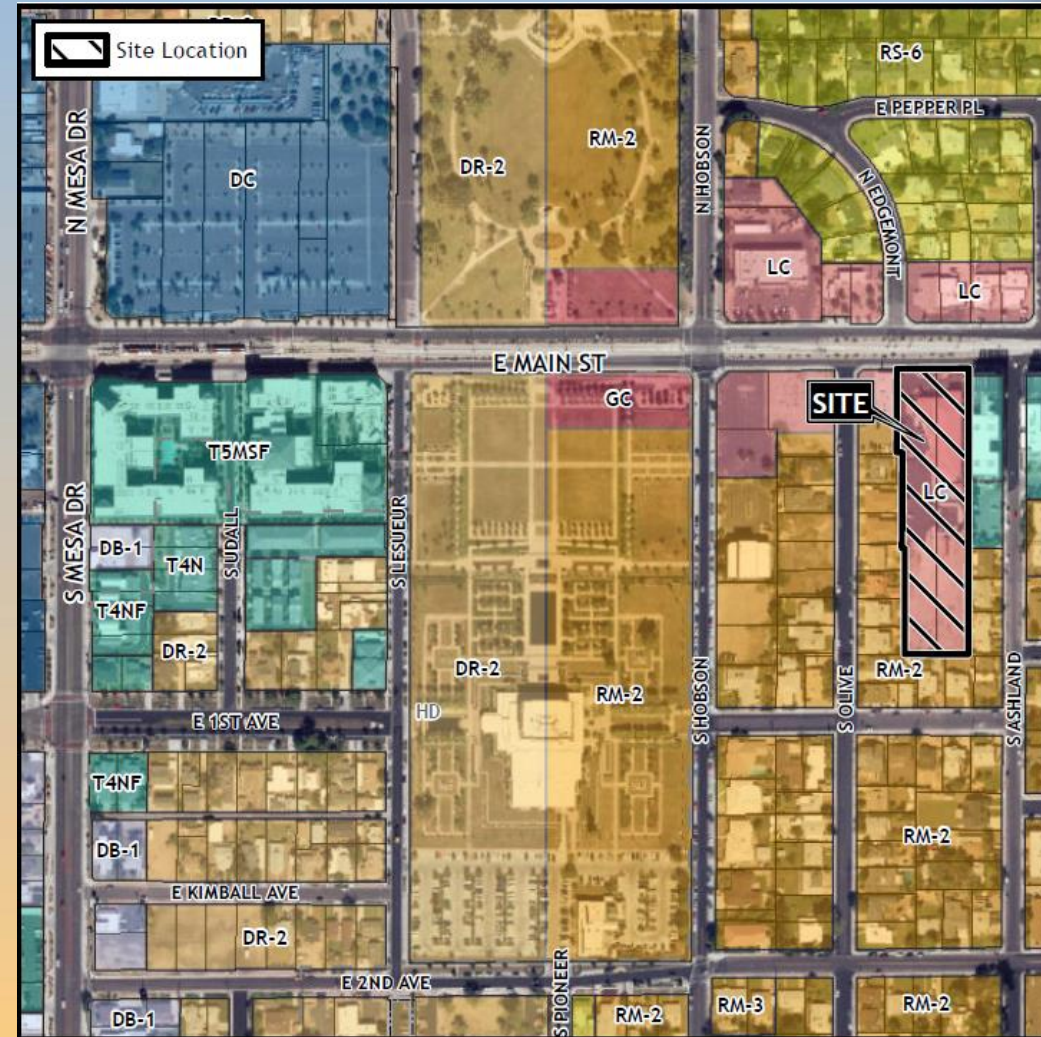 Site Location
RS-6
E PEPPER PL
N MESA DR
DC
DR-2
RM-2
N HOBSON
N EDGEMONT
LC
LC
E MAIN ST
GC
SITE
LC
T5MSF
S MESA DR
S UDALL
S LESUEUR
DB-1
T4N
T4NF
DR-2
DR-2
HD
RM-2
S HOBSON
S OLIVE
RM-2
S ASHLAND
E 1ST AVE
T4NF
DB-1
RM-2
E KIMBALL AVE
DR-2
E 2ND AVE
S PIONEER
DB-1
RM-2
RM-3
RM-2